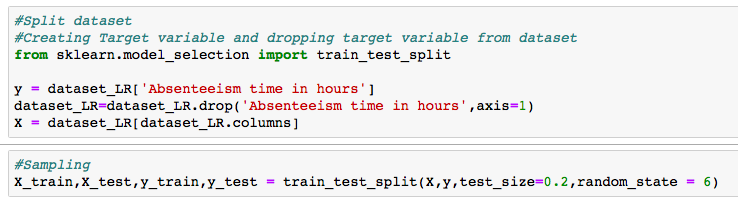 #Split dataset
#Creating Target variable and dropping target variable from dataset
from sklearn.model_selection import train_test_split
y = dataset_LR['Absenteeism time in hours']
dataset_LR=dataset_LR.drop('Absenteeism time in hours',axis=1)
X = dataset_LR[dataset_LR.columns]
#Sampling
X_train,X_test,y_train,y_test = train_test_split(X,y,test_size=0.2,random_state = 6)